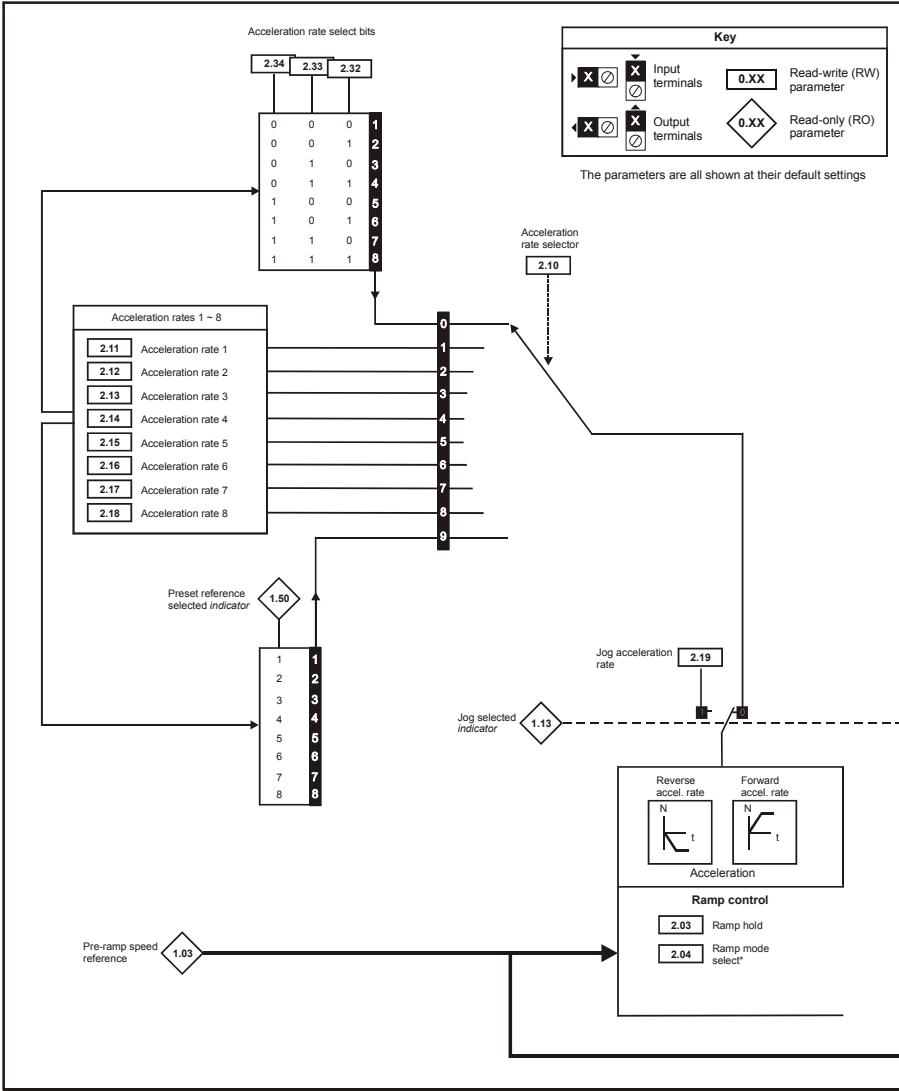 Acceleration rate select bits
2.34 2.33 2.32
0 0 0 1
0 0 1 2
0 1 0 3
0 1 1 4
1 0 0 5
1 0 1 6
1 1 0 7
1 1 1 8
Key
X Input
terminals
X
0.XX Read-write (RW)
parameter
X Output
terminals
X
0.XX Read-only (RO)
parameter
The parameters are all shown at their default settings
Acceleration
rate selector
2.10
Acceleration rates 1 ~ 8
2.11 Acceleration rate 1
2.12 Acceleration rate 2
2.13 Acceleration rate 3
2.14 Acceleration rate 4
2.15 Acceleration rate 5
2.16 Acceleration rate 6
2.17 Acceleration rate 7
2.18 Acceleration rate 8
0
1
2
3
4
5
6
7
8
9
Preset reference
selected indicator
1.50
1 1
2 2
3 3
4 4
5 5
6 6
7 7
8 8
Jog acceleration
rate
2.19
1 0
Jog selected
indicator
1.13
Reverse
accel. rate
N
t
Forward
accel. rate
N
t
Acceleration
Ramp control
2.03 Ramp hold
2.04 Ramp mode
select*
Pre-ramp speed
reference
1.03